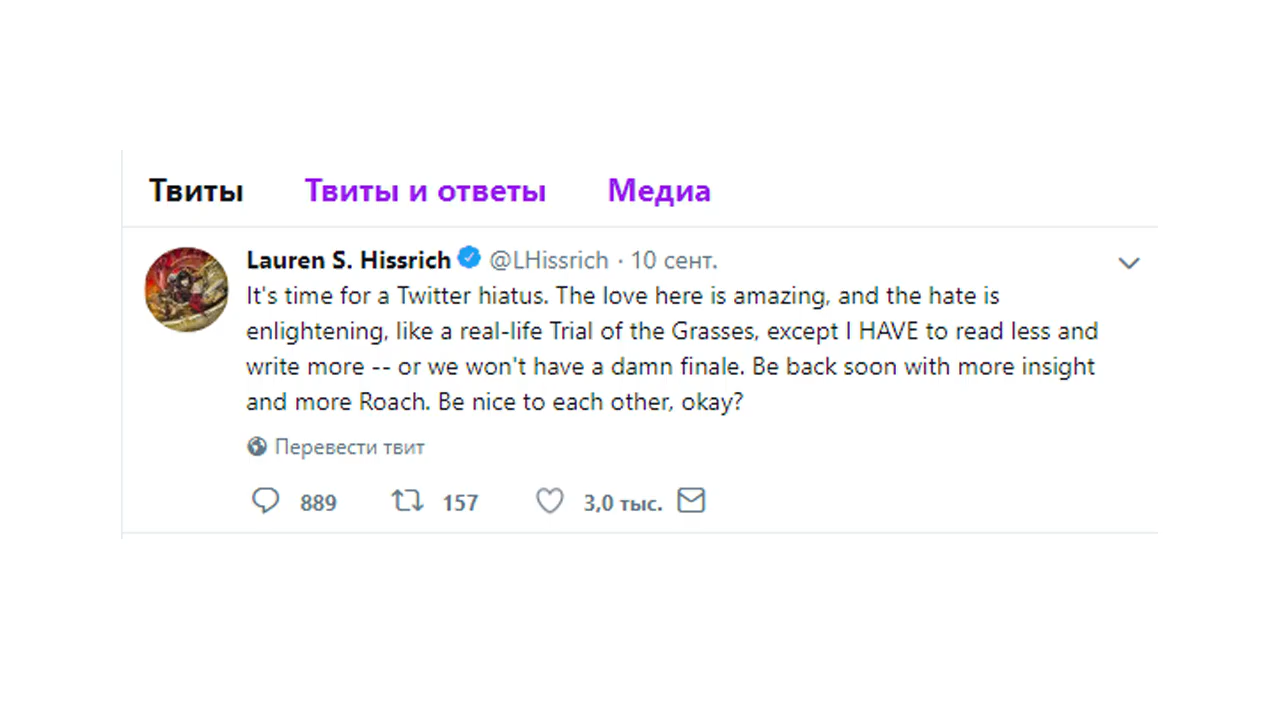 Твиты Твиты и ответы Медиа
Lauren S. Hissrich @LHissrich · 10 сент.
It's time for a Twitter hiatus. The love here is amazing, and the hate is
enlightening, like a real-life Trial of the Grasses, except I HAVE to read less and
write more -- or we won't have a damn finale. Be back soon with more insight
and more Roach. Be nice to each other, okay?
Перевести твит
889 157 3,0 тыс.